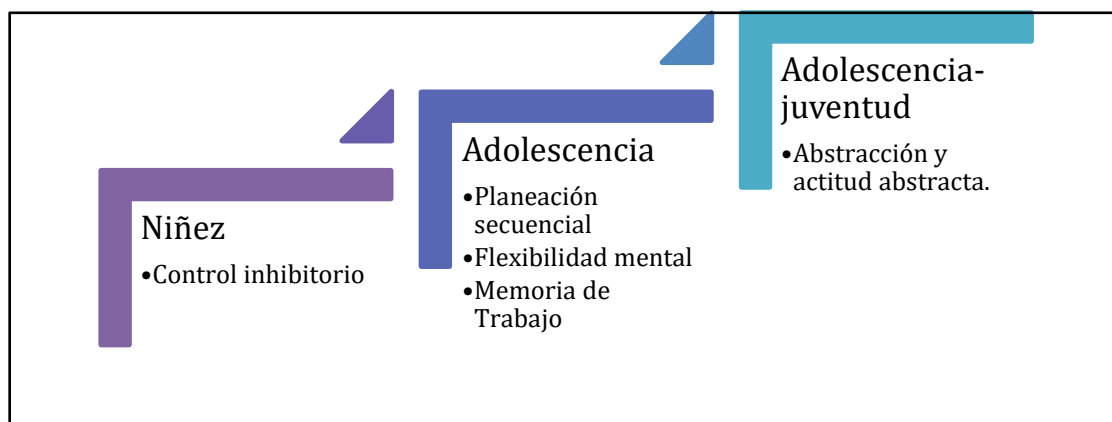 Niñez
•Control inhibitorio
Adolescencia
•Planeación
secuencial
•Flexibilidad mental
•Memoria de
Trabajo
Adolescencia-
juventud
•Abstracción y
actitud abstracta.